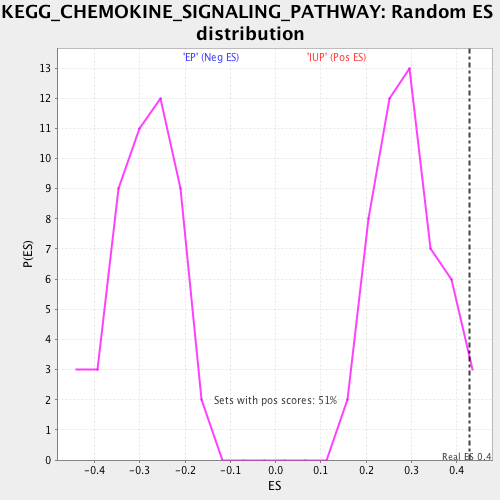 KEGG_CHEMOKINE_SIGNALING_PATHWAY: Random ES
distribution
'EP' (Neg ES) 'IUP' (Pos ES)
13
12
11
10
9
8
7
6
5
4
3
2
1
0
P(ES)
Sets with pos scores: 51%
Real ES 0.4
-0.4 -0.3 -0.2 -0.1 0.0 0.1 0.2 0.3 0.4
ES